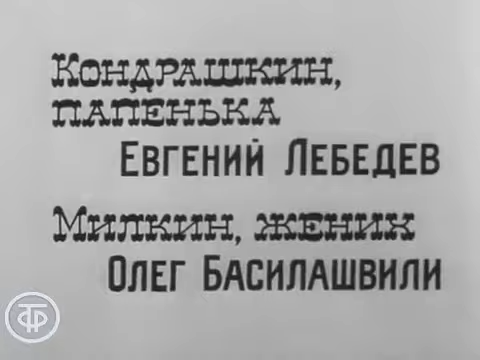 Кондрашкин,
папенька
Евгений Лебедев
Милкин, жених
Олег Басилашвили